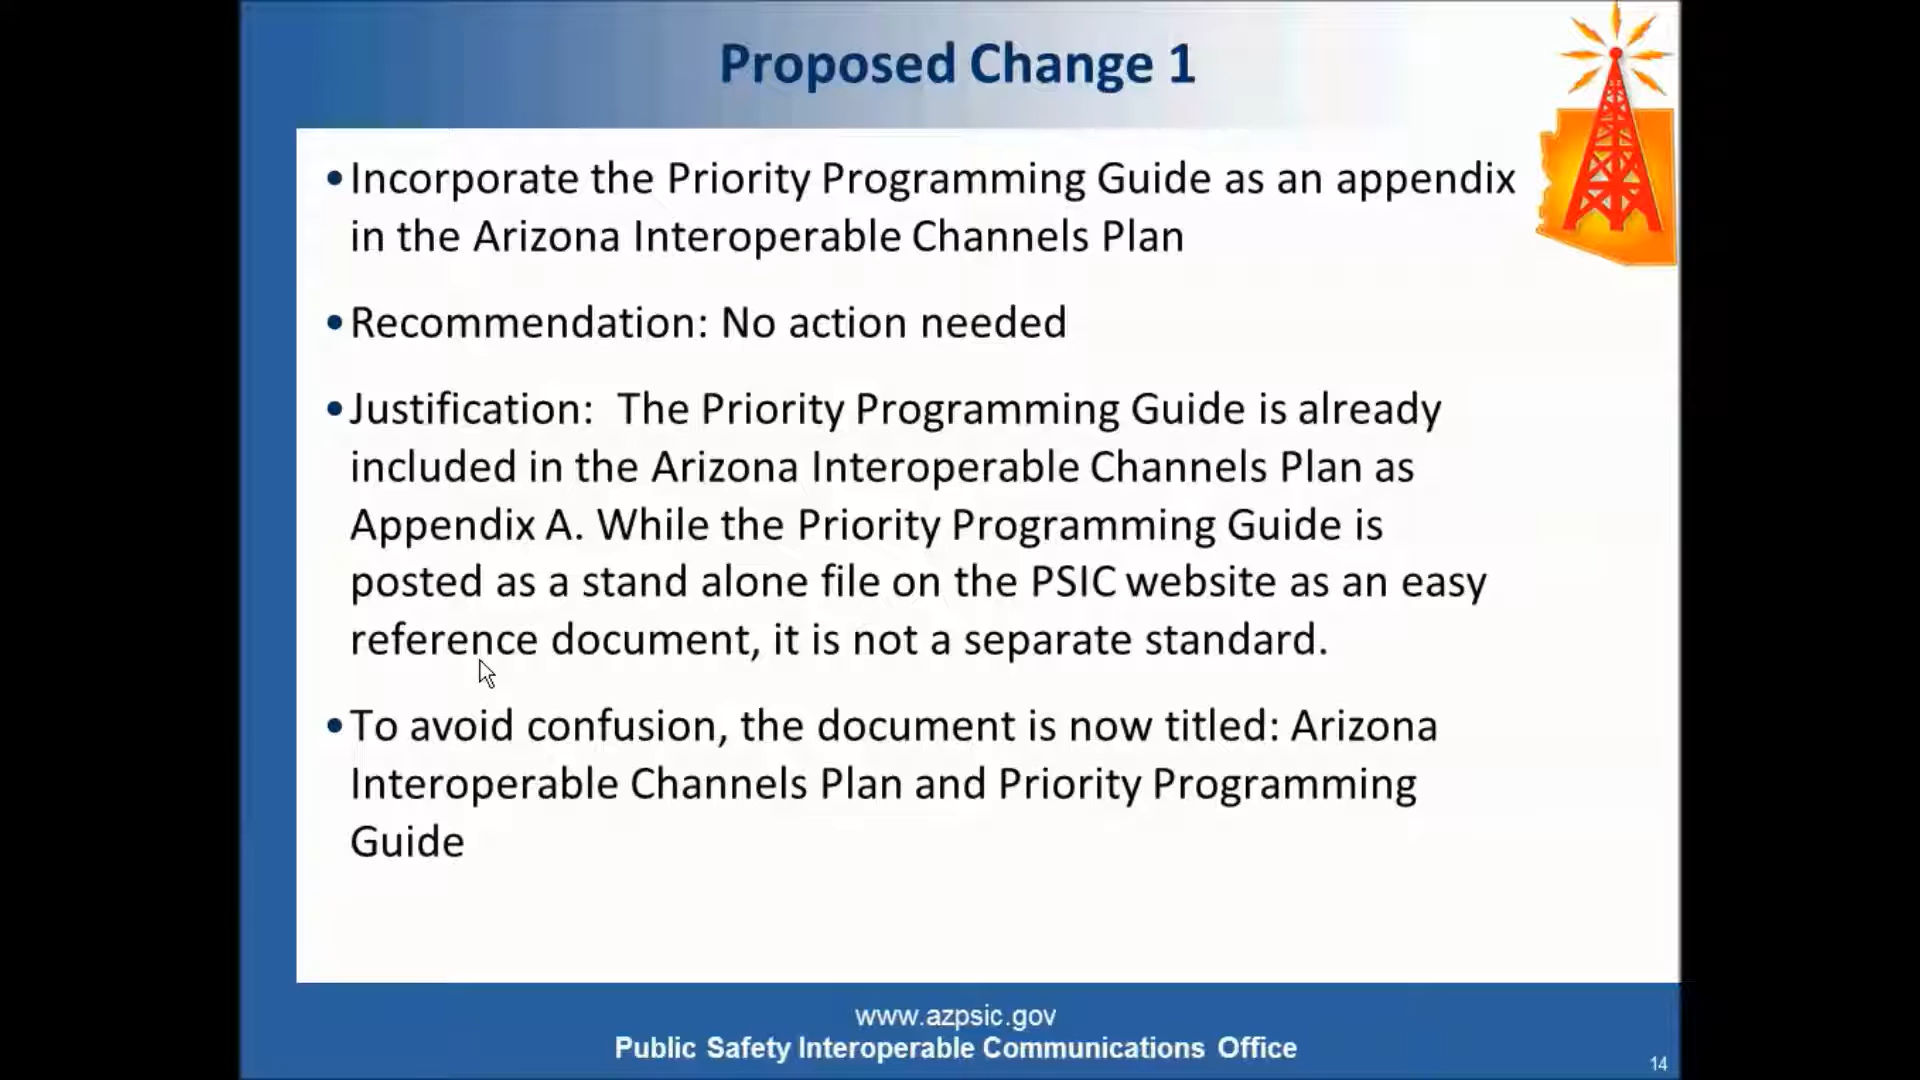 Proposed Change 1
•Incorporate the Priority Programming Guide as an appendix
in the Arizona Interoperable Channels Plan
•Recommendation: No action needed
•Justification:  The Priority Programming Guide is already
included in the Arizona Interoperable Channels Plan as
Appendix A. While the Priority Programming Guide is
posted as a stand alone file on the PSIC website as an easy
reference document, it is not a separate standard.
•To avoid confusion, the document is now titled: Arizona
Interoperable Channels Plan and Priority Programming
Guide
www.azpsic.gov
Public Safety Interoperable Communications Office
14